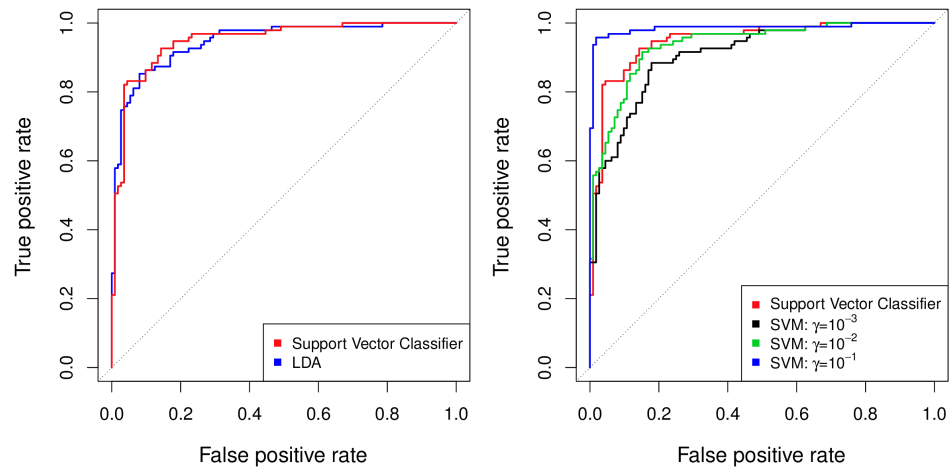 True positive rate
1.0
0.8
0.6
0.4
0.2
0.0
Support Vector Classifier
LDA
0.0 0.2 0.4 0.6 0.8 1.0
False positive rate
True positive rate
1.0
0.8
0.6
0.4
0.2
0.0
Support Vector Classifier
SVM: γ=10⁻³
SVM: γ=10⁻²
SVM: γ=10⁻¹
0.0 0.2 0.4 0.6 0.8 1.0
False positive rate